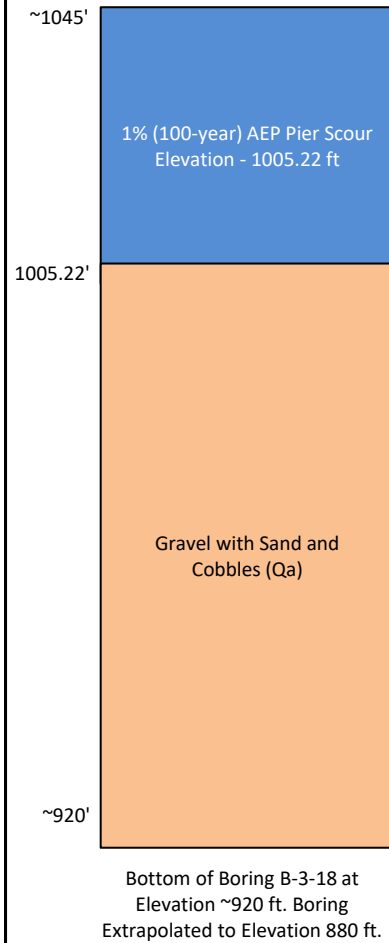 ~1045'
1% (100-year) AEP Pier Scour
Elevation - 1005.22 ft
1005.22'
Gravel with Sand and
Cobbles (Qa)
~920'
Bottom of Boring B-3-18 at
Elevation ~920 ft. Boring
Extrapolated to Elevation 880 ft.